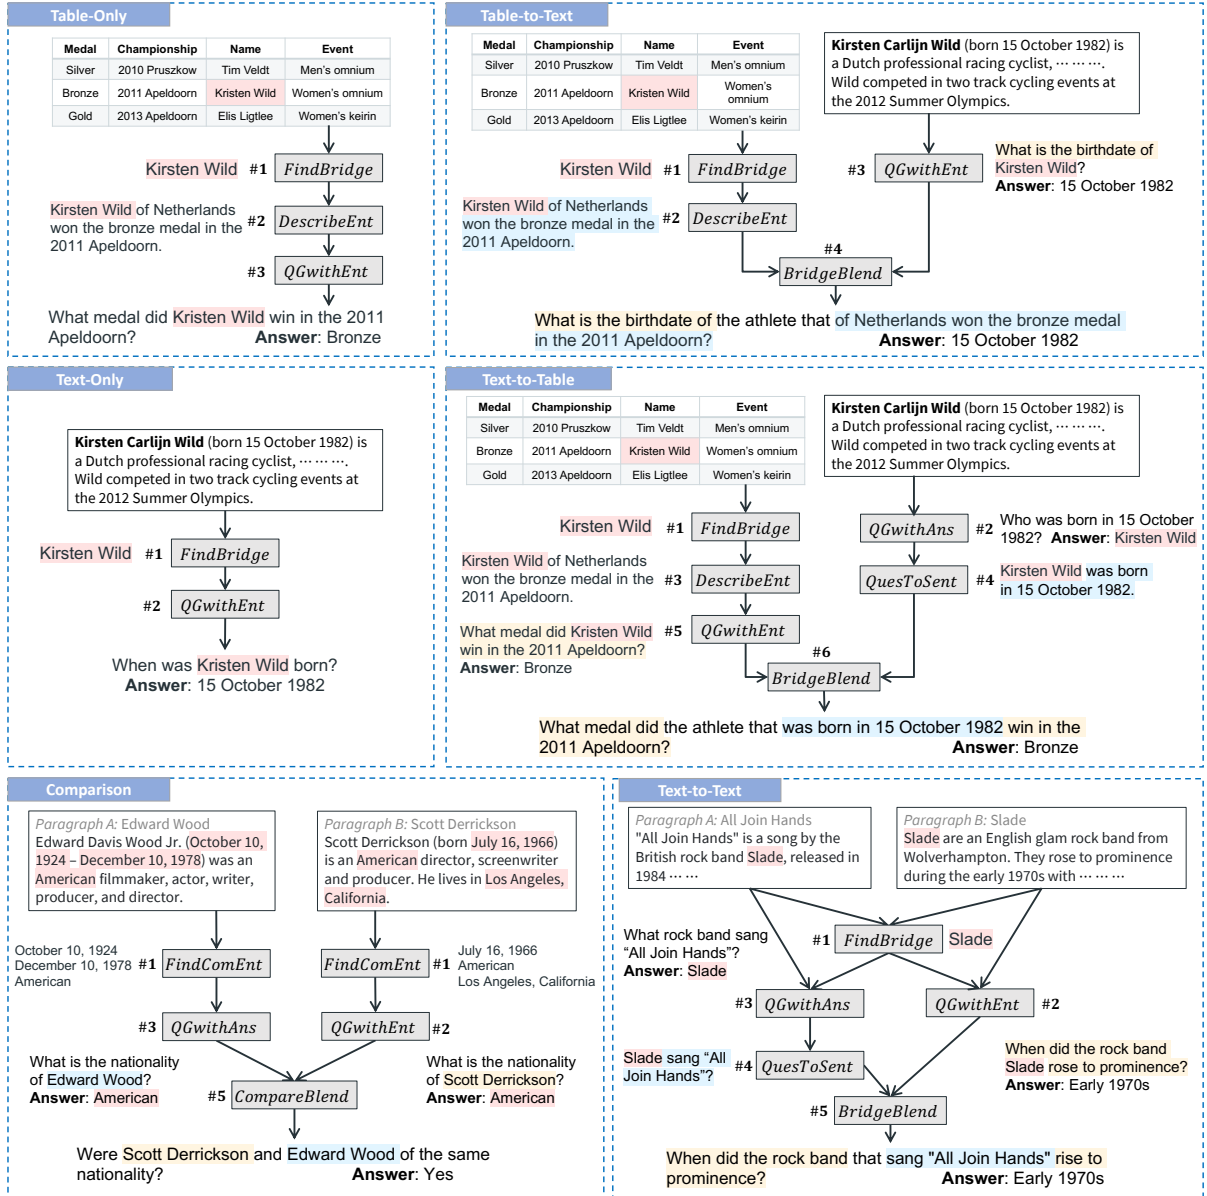 Table-Only
Medal Championship Name Event
Silver 2010 Pruszkow Tim Veldt Men's omnium
Bronze 2011 Apeldoorn Kristen Wild Women's omnium
Gold 2013 Apeldoorn Elis Ligtlee Women's keirin
Kirsten Wild #1 FindBridge
Kirsten Wild of Netherlands
won the bronze medal in the
2011 Apeldoorn.
#2 DescribeEnt
#3 QGwithEnt
What medal did Kristen Wild win in the 2011
Apeldoorn? Answer: Bronze
Table-to-Text
Medal Championship Name Event
Silver 2010 Pruszkow Tim Veldt Men's omnium
Bronze 2011 Apeldoorn Kristen Wild Women's
omnium
Gold 2013 Apeldoorn Elis Ligtlee Women's keirin
Kirsten Carlijn Wild (born 15 October 1982) is
a Dutch professional racing cyclist, ⋯ ⋯ ⋯.
Wild competed in two track cycling events at
the 2012 Summer Olympics.
Kirsten Wild #1 FindBridge
Kirsten Wild of Netherlands
won the bronze medal in the
2011 Apeldoorn.
#2 DescribeEnt
#3 QGwithEnt
What is the birthdate of
Kirsten Wild?
Answer: 15 October 1982
#4
BridgeBlend
What is the birthdate of the athlete that of Netherlands won the bronze medal
in the 2011 Apeldoorn? Answer: 15 October 1982
Text-Only
Kirsten Carlijn Wild (born 15 October 1982) is
a Dutch professional racing cyclist, ⋯ ⋯ ⋯.
Wild competed in two track cycling events at
the 2012 Summer Olympics.
Kirsten Wild #1 FindBridge
#2 QGwithEnt
When was Kristen Wild born?
Answer: 15 October 1982
Text-to-Table
Medal Championship Name Event
Silver 2010 Pruszkow Tim Veldt Men's omnium
Bronze 2011 Apeldoorn Kristen Wild Women's omnium
Gold 2013 Apeldoorn Elis Ligtlee Women's keirin
Kirsten Carlijn Wild (born 15 October 1982) is
a Dutch professional racing cyclist, ⋯ ⋯ ⋯.
Wild competed in two track cycling events at
the 2012 Summer Olympics.
Kirsten Wild #1 FindBridge
Kirsten Wild of Netherlands
won the bronze medal in the
2011 Apeldoorn.
#3 DescribeEnt
What medal did Kristen Wild
win in the 2011 Apeldoorn?
Answer: Bronze
#5 QGwithEnt
QGwithAns #2
Who was born in 15 October
1982? Answer: Kirsten Wild
QuesToSent #4
Kirsten Wild was born
in 15 October 1982.
#6
BridgeBlend
What medal did the athlete that was born in 15 October 1982 win in the
2011 Apeldoorn? Answer: Bronze
Comparison
Paragraph A: Edward Wood
Edward Davis Wood Jr. (October 10,
1924 – December 10, 1978) was an
American filmmaker, actor, writer,
producer, and director.
Paragraph B: Scott Derrickson
Scott Derrickson (born July 16, 1966)
is an American director, screenwriter
and producer. He lives in Los Angeles,
California.
October 10, 1924
December 10, 1978
American
#1 FindComEnt
FindComEnt #1
July 16, 1966
American
Los Angeles, California
#3 QGwithAns
QGwithEnt #2
What is the nationality
of Edward Wood?
Answer: American
What is the nationality
of Scott Derrickson?
Answer: American
#5 CompareBlend
Were Scott Derrickson and Edward Wood of the same
nationality? Answer: Yes
Text-to-Text
Paragraph A: All Join Hands
"All Join Hands" is a song by the
British rock band Slade, released in
1984 ⋯ ⋯
Paragraph B: Slade
Slade are an English glam rock band from
Wolverhampton. They rose to prominence
during the early 1970s with ⋯ ⋯ ⋯
#1 FindBridge Slade
What rock band sang
“All Join Hands”?
Answer: Slade
#3 QGwithAns
QGwithEnt #2
Slade sang “All
Join Hands”?
#4 QuesToSent
When did the rock band
Slade rose to prominence?
Answer: Early 1970s
#5 BridgeBlend
When did the rock band that sang "All Join Hands" rise to
prominence? Answer: Early 1970s